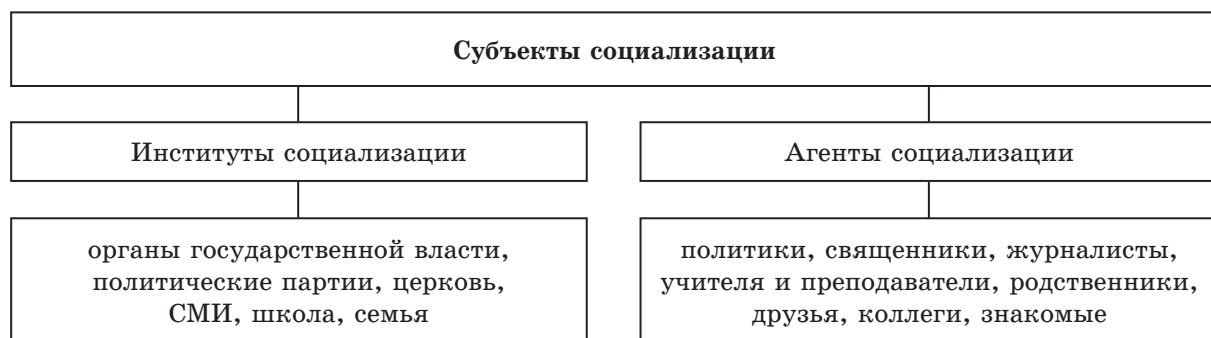 Субъекты социализации
Институты социализации
Агенты социализации
органы государственной власти,
политические партии, церковь,
СМИ, школа, семья
политики, священники, журналисты,
учителя и преподаватели, родственники,
друзья, коллеги, знакомые